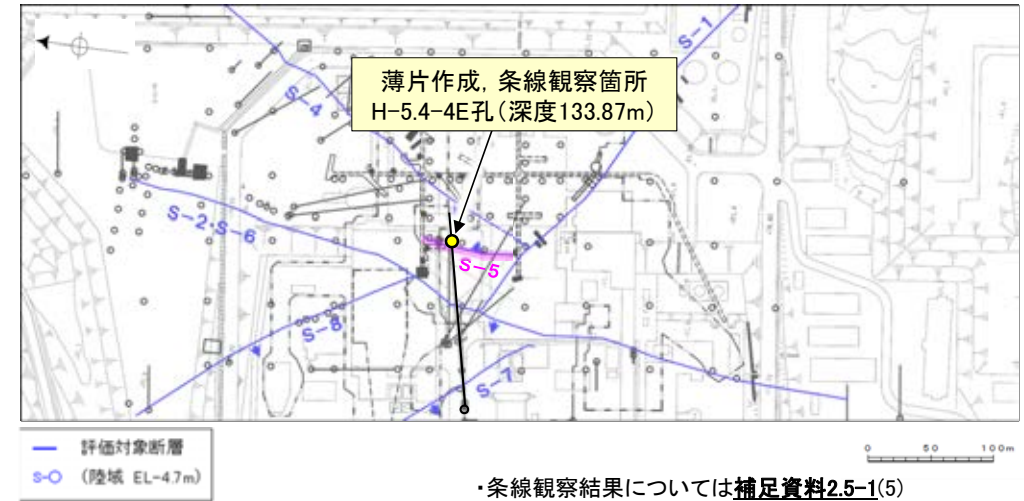 S-1
薄片作成，条線観察箇所
H-5.4-4E孔（深度133.87m）
S-4
S-2・S-6
S-5
S-8
S-7
評価対象断層
S-〇 （陸域 EL-4.7m）
0 50 100m
・条線観察結果については補足資料2.5-1(5)